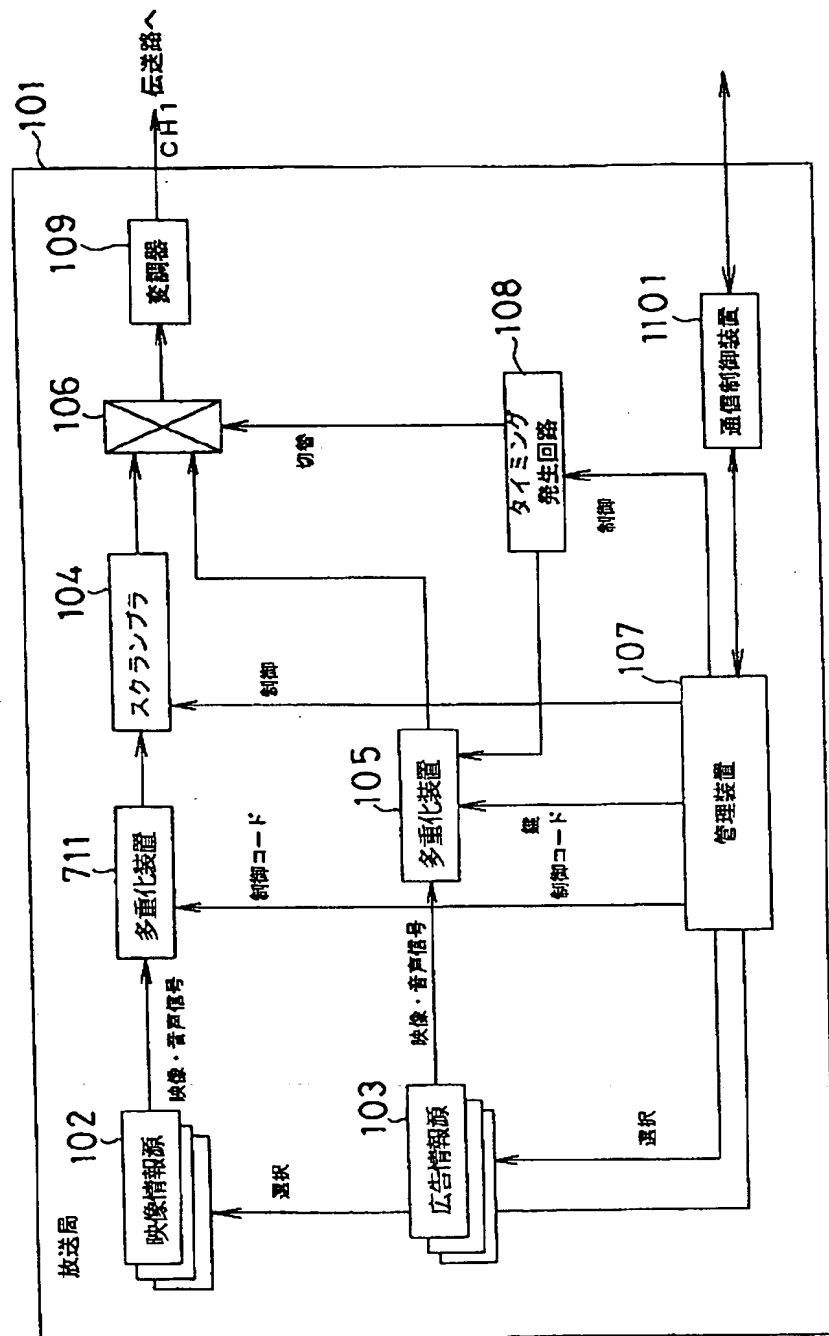 放送局
101
102
映像情報源
映像・音声信号
711
多重化装置
104
スクランブラ
106
109
変調器
CH1
伝送路へ
選択
制御コード
制御
切替
103
広告情報源
映像・音声信号
105
多重化装置
鍵
制御コード
108
タイミング
発生回路
制御
選択
107
管理装置
1101
通信制御装置